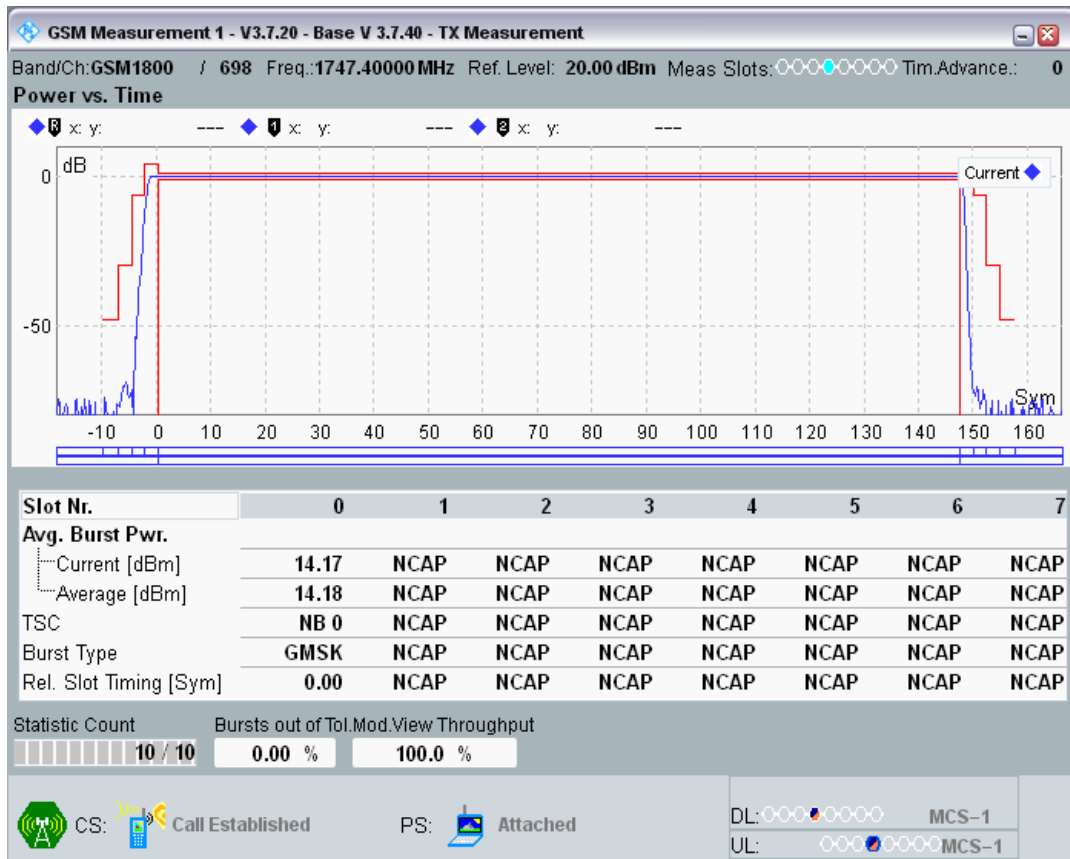 GSM Measurement 1 - V3.7.20 - Base V 3.7.40 - TX Measurement
Band/Ch:GSM1800 / 698 Freq.:1747.40000 MHz Ref. Level: 20.00 dBm Meas Slots: Tim.Advance.: 0
Power vs. Time
R x: y: --- 1 x: y: --- 2 x: y: ---
dB
Current
0
-50
Sym
-10 0 10 20 30 40 50 60 70 80 90 100 110 120 130 140 150 160
Slot Nr. 0 1 2 3 4 5 6 7
Avg. Burst Pwr.
Current [dBm] 14.17 NCAP NCAP NCAP NCAP NCAP NCAP NCAP
Average [dBm] 14.18 NCAP NCAP NCAP NCAP NCAP NCAP NCAP
TSC NB 0 NCAP NCAP NCAP NCAP NCAP NCAP NCAP
Burst Type GMSK NCAP NCAP NCAP NCAP NCAP NCAP NCAP
Rel. Slot Timing [Sym] 0.00 NCAP NCAP NCAP NCAP NCAP NCAP NCAP
Statistic Count Bursts out of Tol.Mod.View Throughput
10 / 10 0.00 % 100.0 %
CS: Call Established PS: Attached DL: MCS-1
UL: MCS-1